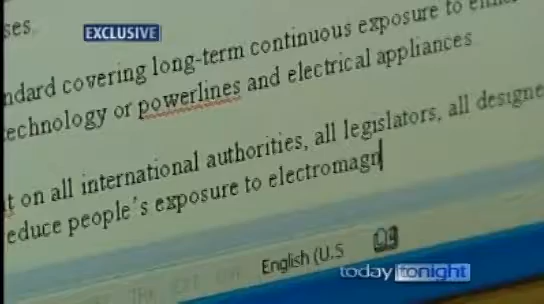 ses.
EXCLUSIVE
ndard covering long-term continuous exposure to
echnology or powerlines and electrical appliances
t on all international authorities, all legislators, all designe
educe people's exposure to electromagn
English (U.S
today tonight